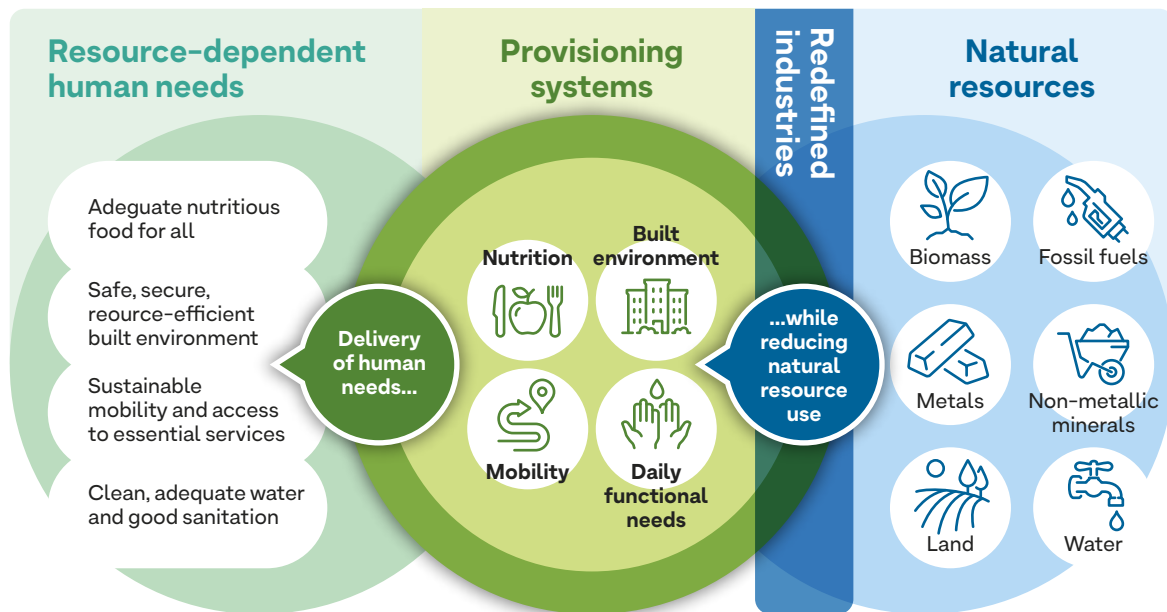 Resource-dependent
human needs
Adeguate nutritious
food for all
Safe, secure,
reource-efficient
built environment
Sustainable
mobility and access
to essential services
Clean, adequate water
and good sanitation
Delivery
of human
needs...
Provisioning
systems
Nutrition
Built
environment
Mobility
Daily
functional
needs
...while
reducing
natural
resource
use
Redefined
industries
Natural
resources
Biomass
Fossil fuels
Metals
Non-metallic
minerals
Land
Water